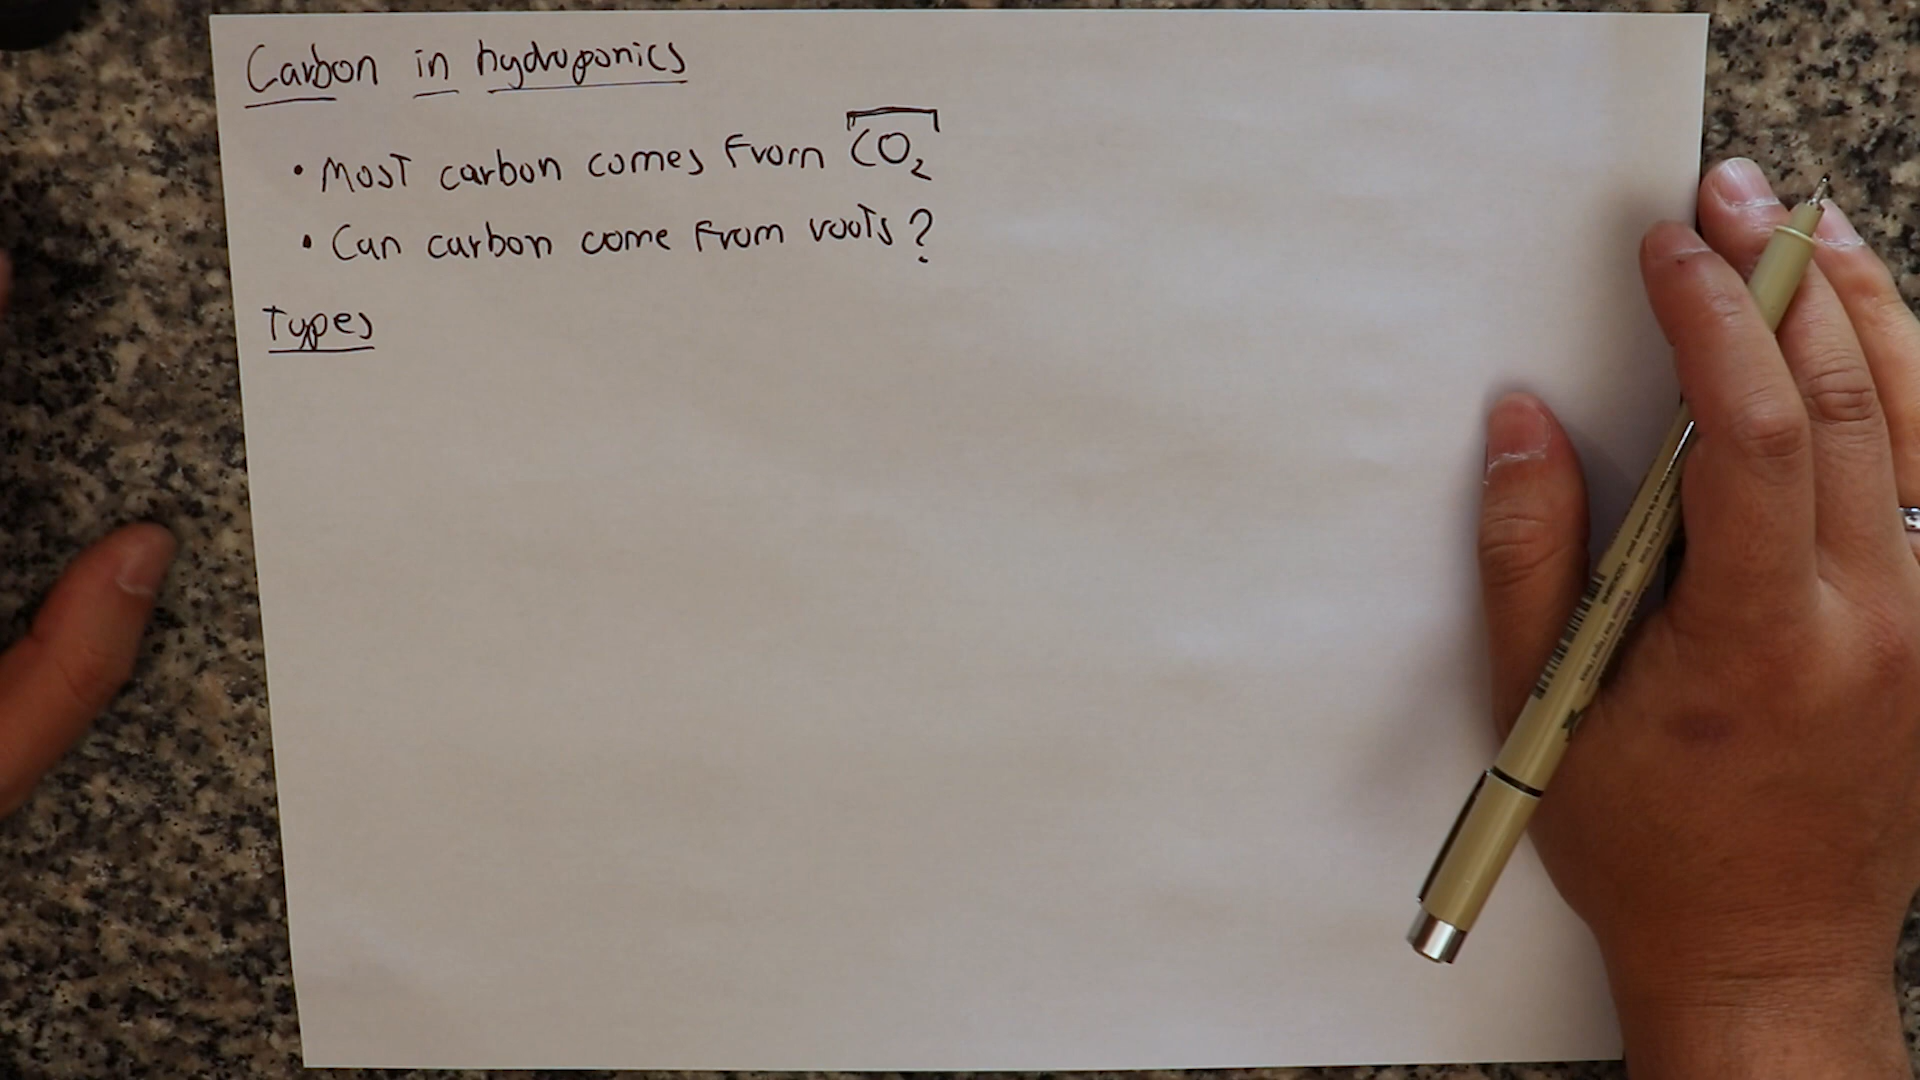 Carbon in hydroponics
• Most carbon comes from CO₂
• Can carbon come from roots?
Types